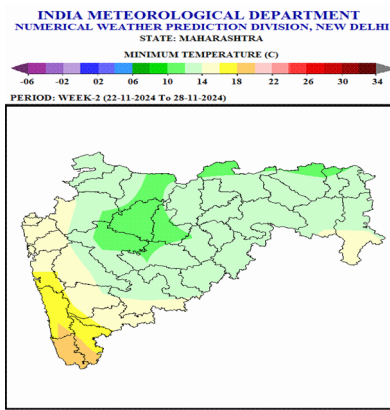 INDIA METEOROLOGICAL DEPARTMENT
NUMERICAL WEATHER PREDICTION DIVISION, NEW DELHI
STATE: MAHARASHTRA
MINIMUM TEMPERATURE (C)
-06 -02 02 06 10 14 18 22 26 30 34
PERIOD: WEEK-2 (22-11-2024 To 28-11-2024)